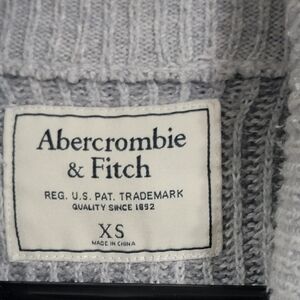 Abercrombie
& Fitch
REG. U.S. PAT. TRADEMARK
QUALITY SINCE 1892
XS
MADE IN CHINA